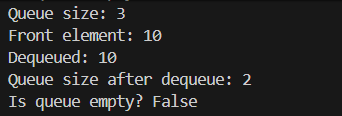 Queue size: 3
Front element: 10
Dequeued: 10
Queue size after dequeue: 2
Is queue empty? False